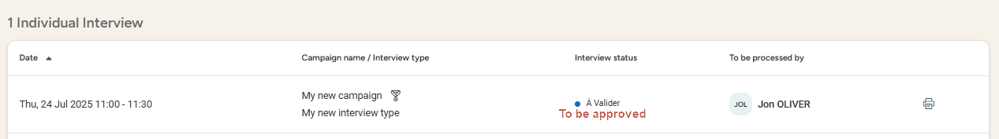 1 Individual Interview
Date Campaign name / Interview type Interview status To be processed by
Thu, 24 Jul 2025 11:00 - 11:30
My new campaign
My new interview type
À Valider
To be approved
JOL Jon OLIVER